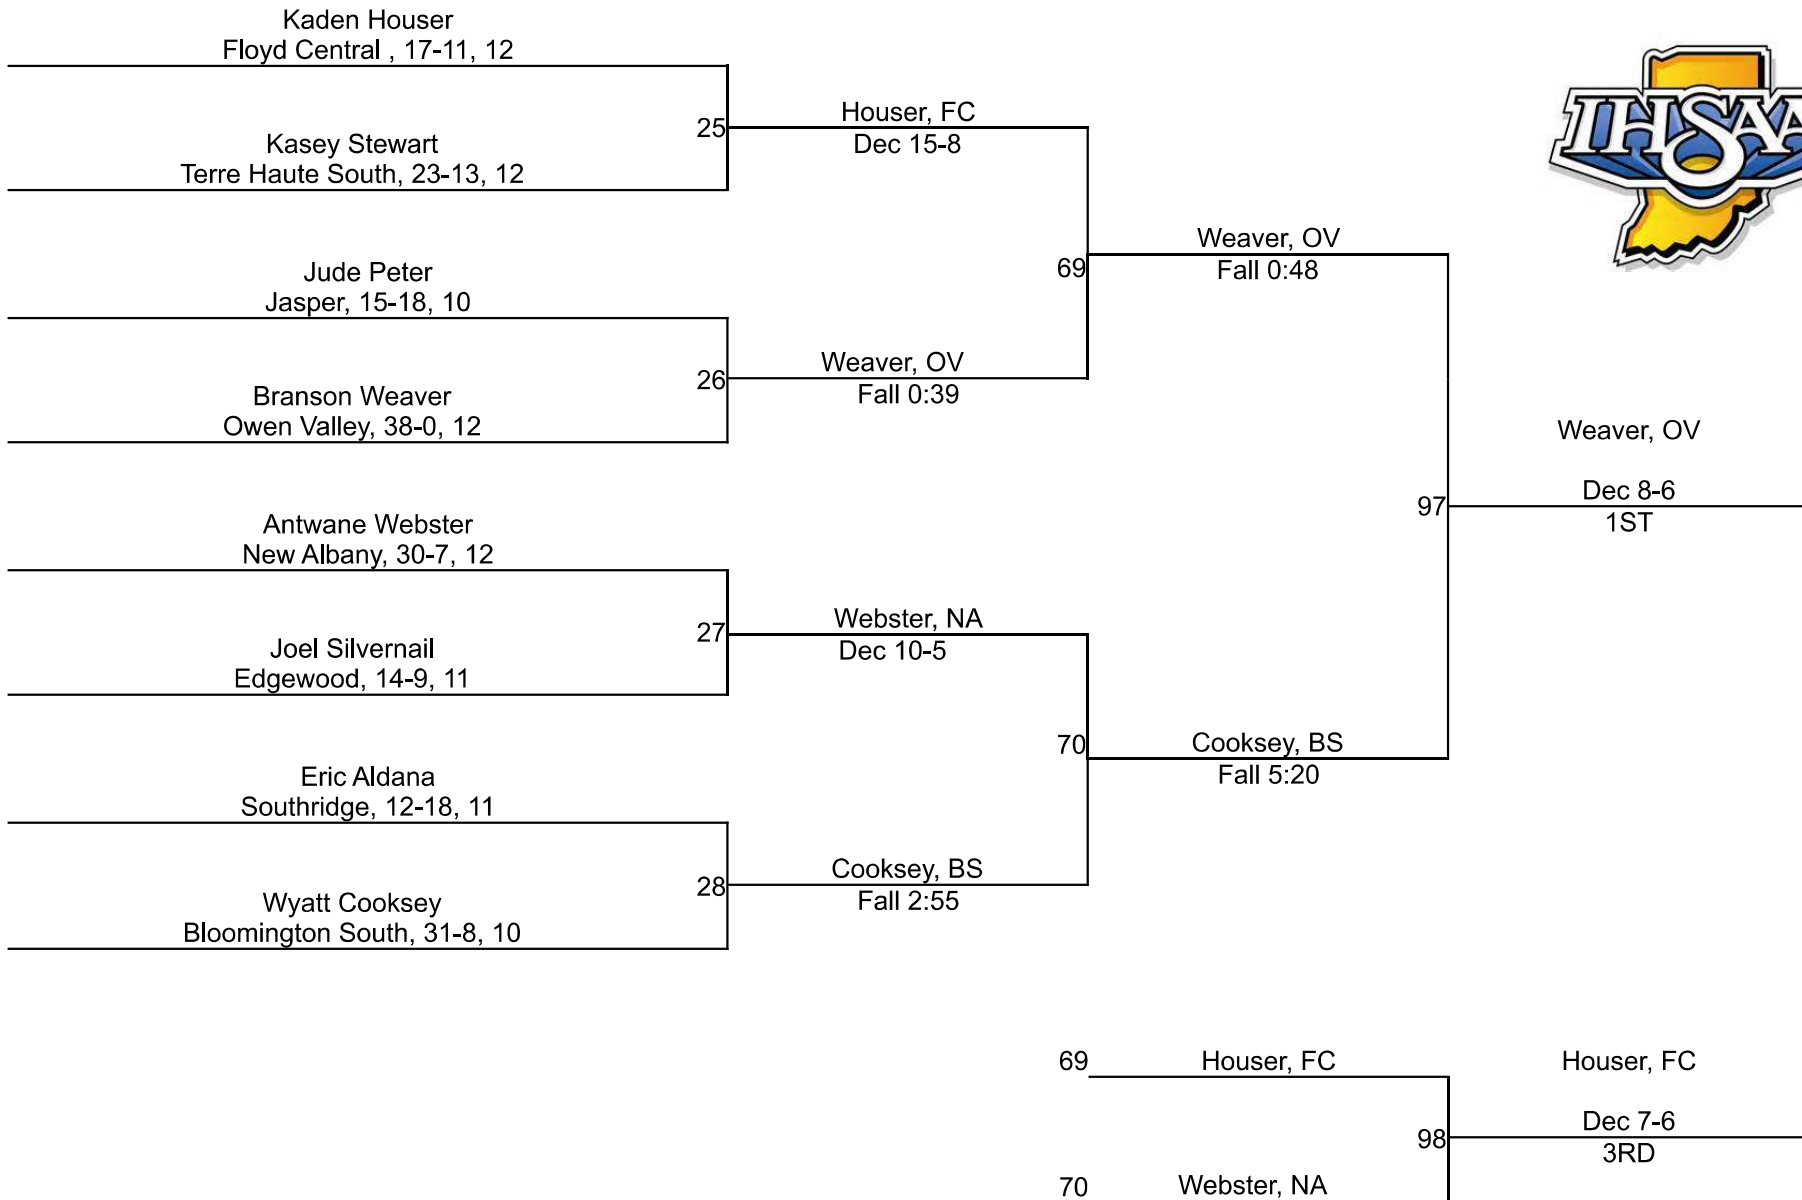 Kaden Houser
Floyd Central , 17-11, 12
25
Houser, FC
Dec 15-8
Kasey Stewart
Terre Haute South, 23-13, 12
IHSAA
69
Weaver, OV
Fall 0:48
Jude Peter
Jasper, 15-18, 10
26
Weaver, OV
Fall 0:39
Branson Weaver
Owen Valley, 38-0, 12
97
Weaver, OV
Dec 8-6
1ST
Antwane Webster
New Albany, 30-7, 12
27
Webster, NA
Dec 10-5
Joel Silvernail
Edgewood, 14-9, 11
70
Cooksey, BS
Fall 5:20
Eric Aldana
Southridge, 12-18, 11
28
Cooksey, BS
Fall 2:55
Wyatt Cooksey
Bloomington South, 31-8, 10
69
Houser, FC
Houser, FC
98
Dec 7-6
3RD
70
Webster, NA